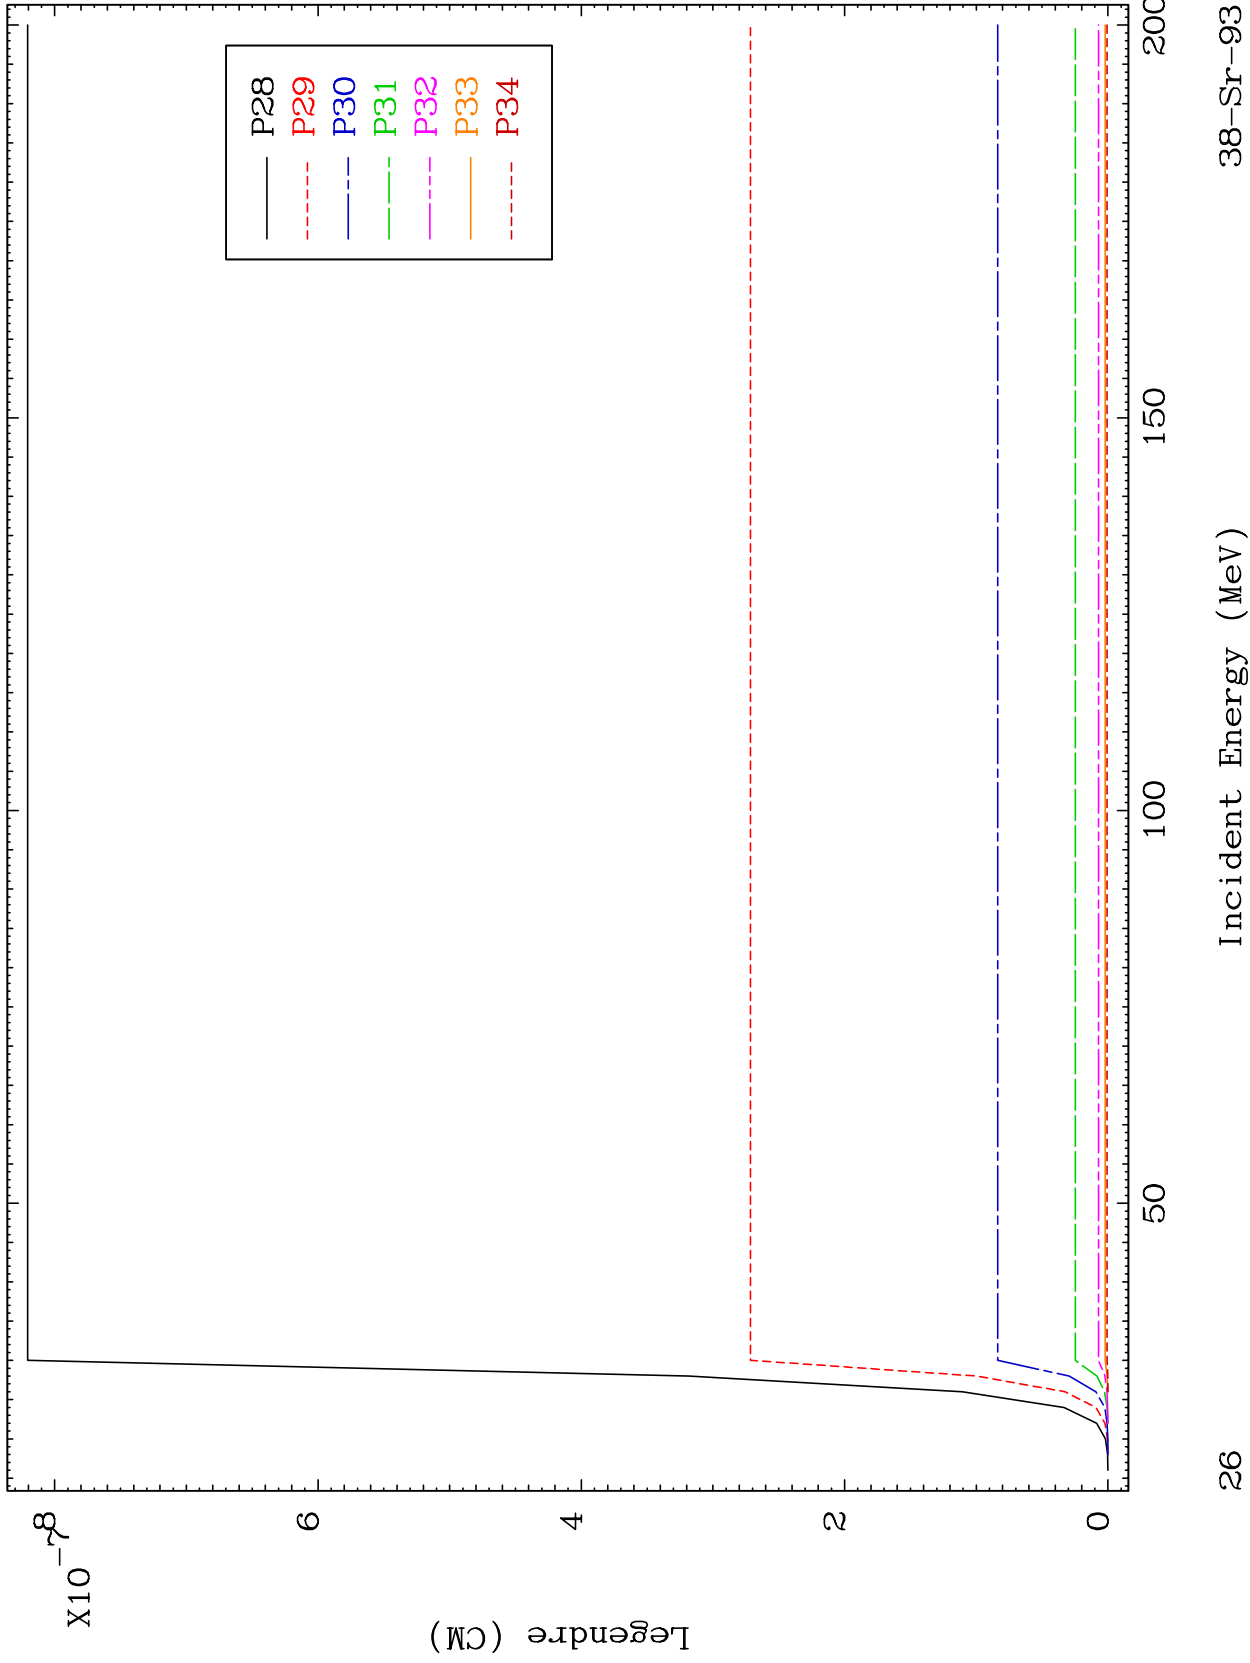 X10-7
8
6
4
2
0
Legendre (CM)
P28
P29
P30
P31
P32
P33
P34
50
100
150
200
Incident Energy (MeV)
26
38-Sr-93